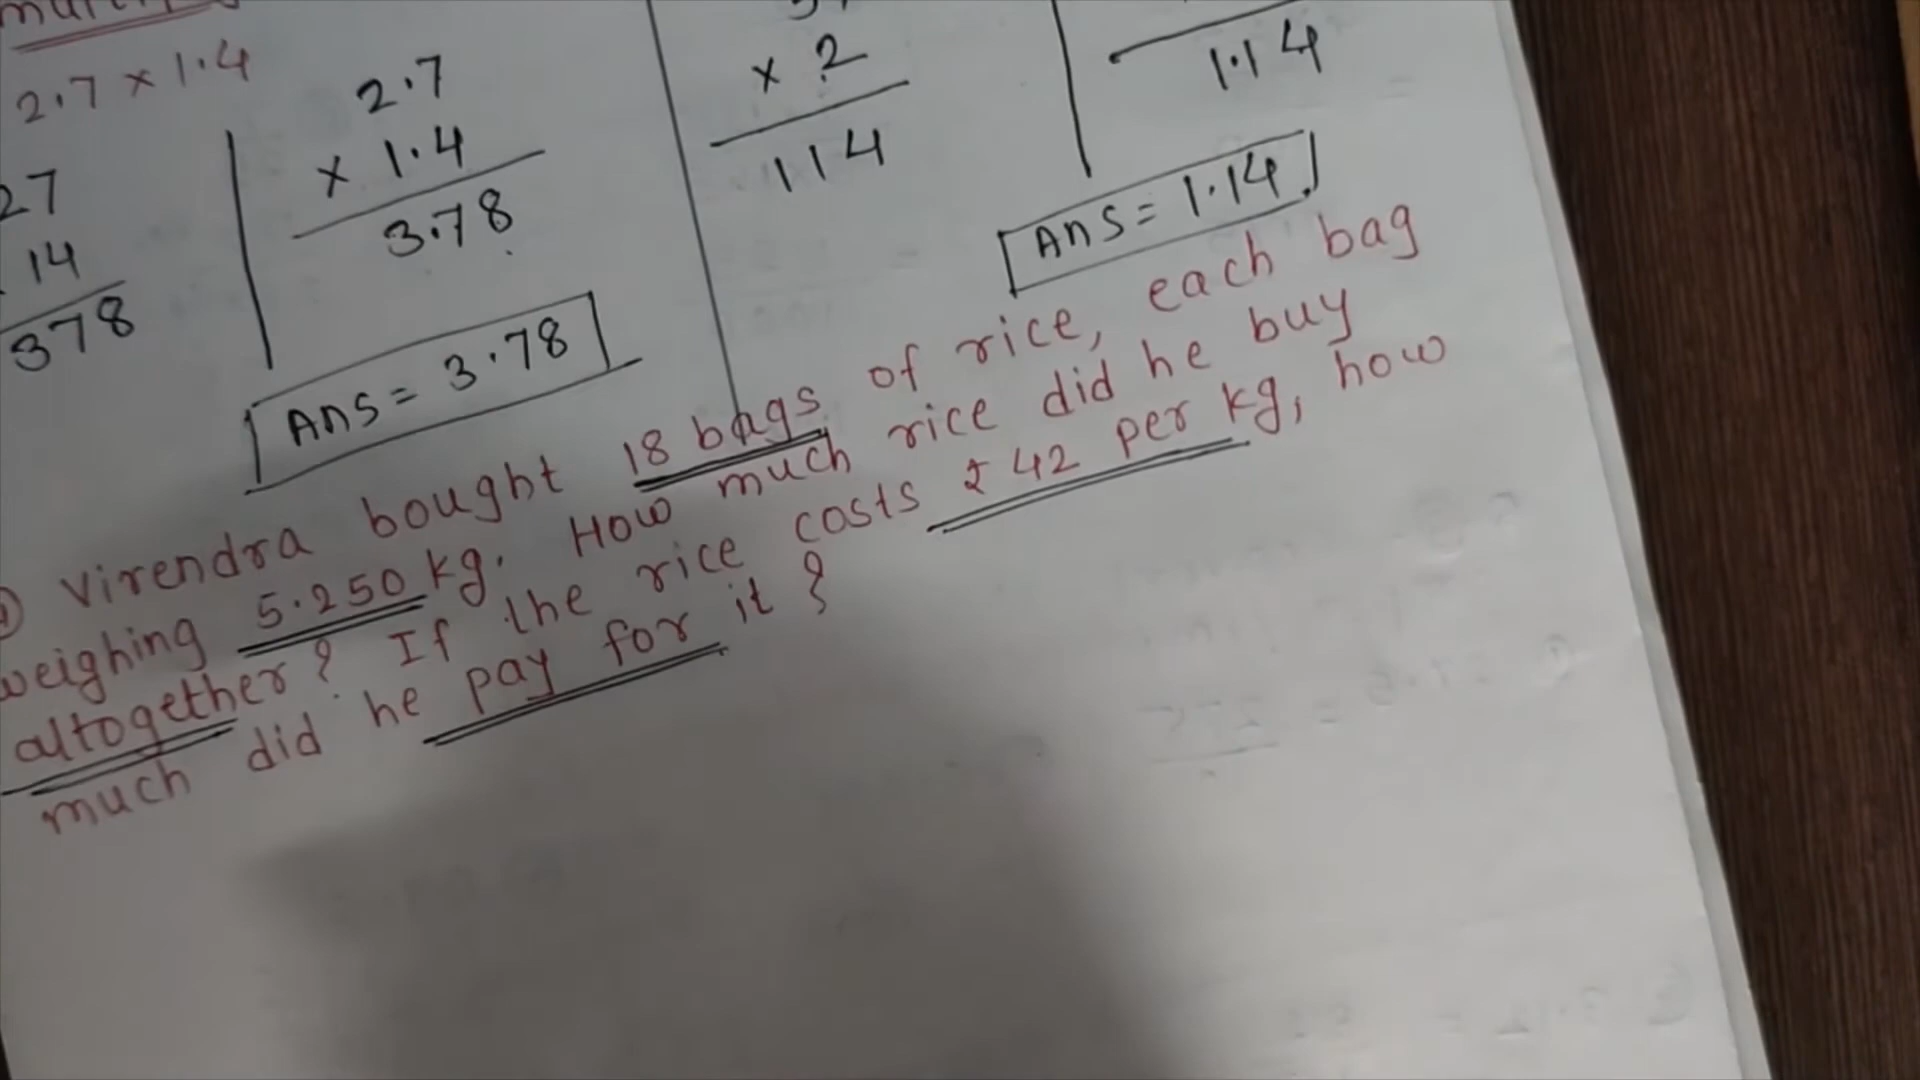 2.7 x 1.4
27
14
378
2.7
x 1.4
3.78
Ans = 3.78
x 2
114
1.14
Ans = 1.14
Virendra bought 18 bags of rice, each bag
weighing 5.250 kg. How much rice did he buy
altogether? If the rice costs ₹ 42 per kg, how
much did he pay for it ?